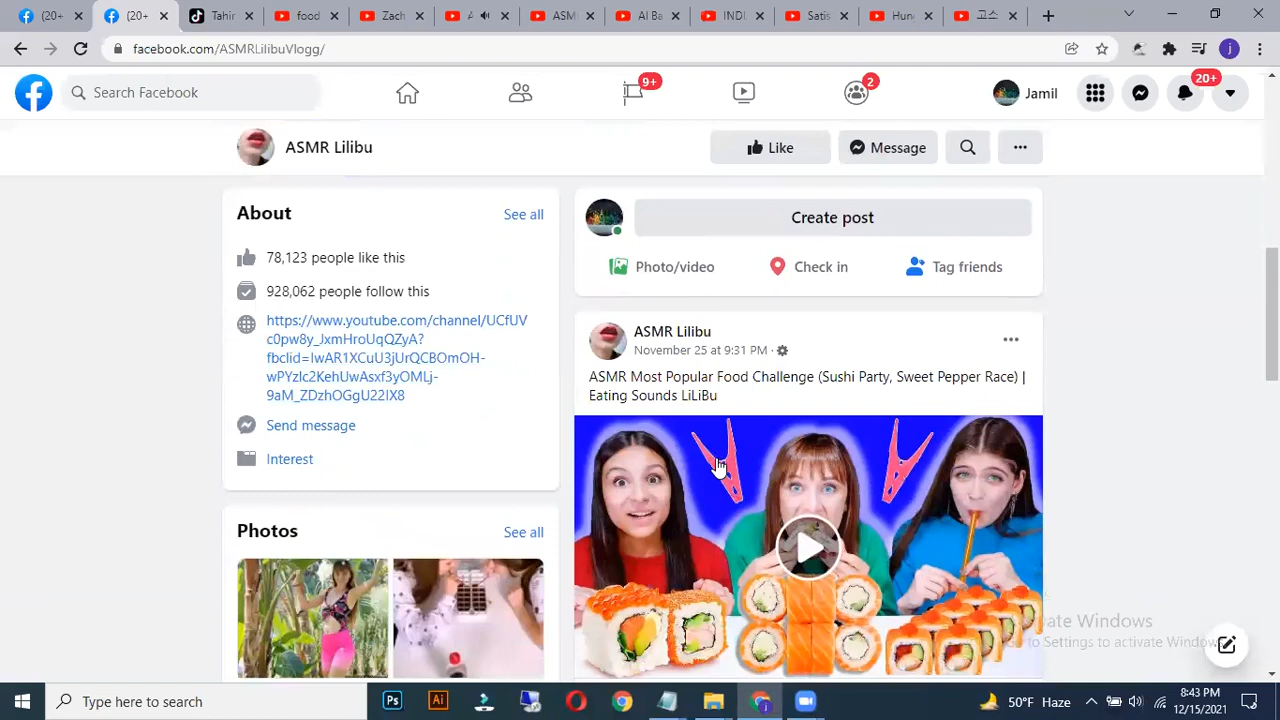 (20+
(20+
Tahir
food
Zach
A
ASM
Al Ba
INDI
Satis
Hun
고소
facebook.com/ASMRLilibuVlogg/
j
Search Facebook
9+
2
Jamil
20+
ASMR Lilibu
Like
Message
About
See all
78,123 people like this
928,062 people follow this
https://www.youtube.com/channel/UCfUV
c0pw8y_JxmHroUqQZyA?
fbclid=IwAR1XCuU3jUrQCBOmOH-
wPYzIc2KehUwAsxf3yOMLj-
9aM_ZDzhOGgU22IX8
Send message
Interest
Photos
See all
Create post
Photo/video
Check in
Tag friends
ASMR Lilibu
November 25 at 9:31 PM ·
ASMR Most Popular Food Challenge (Sushi Party, Sweet Pepper Race) |
Eating Sounds LiLiBu
Windows
to Settings to activate Windows
Type here to search
Ps
Ai
50°F Haze
8:43 PM
12/15/2021